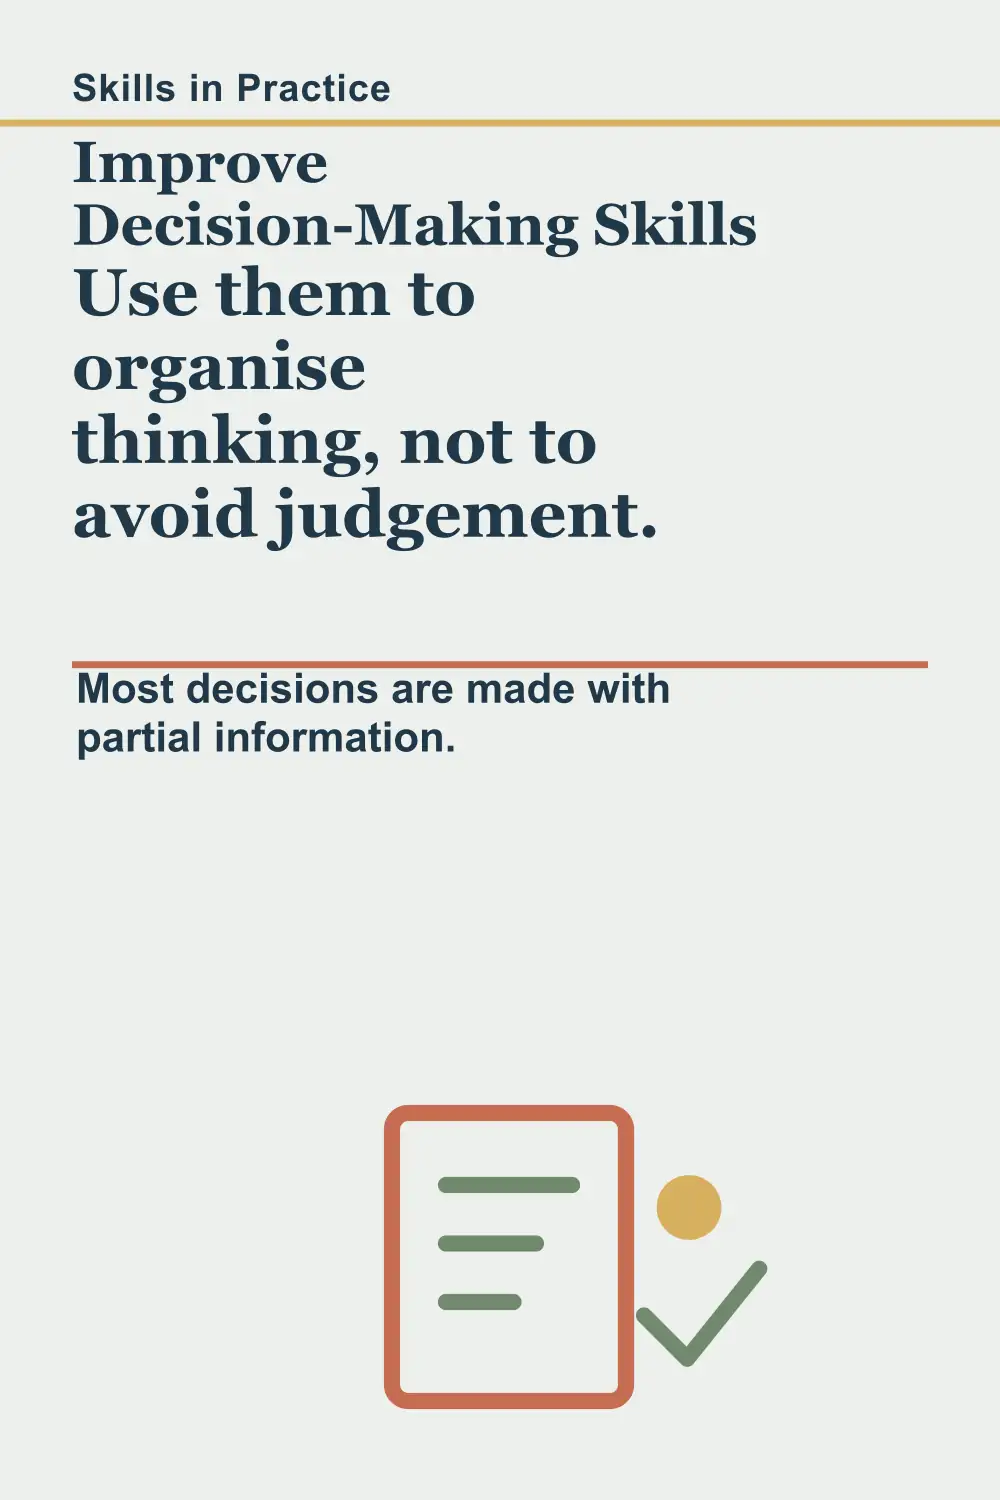 Skills in Practice
Improve
Decision-Making Skills
Use them to
organise
thinking, not to
avoid judgement.
Most decisions are made with
partial information.